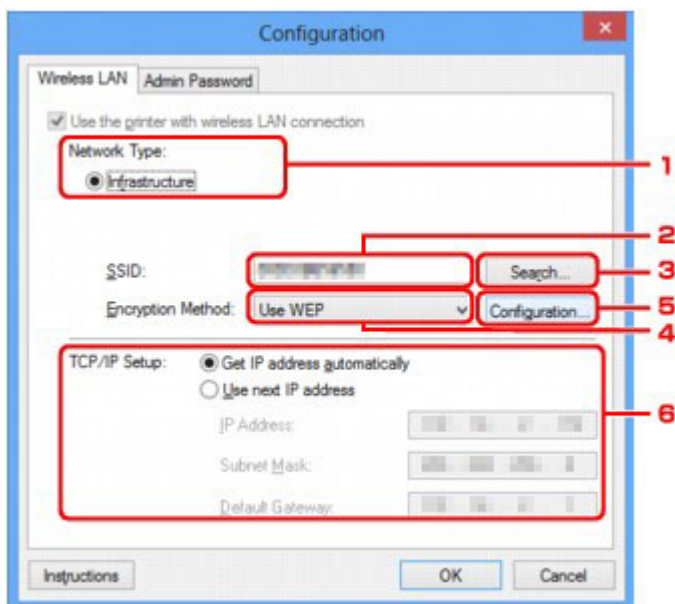 Configuration
Wireless LAN Admin Password
Use the printer with wireless LAN connection
Network Type:
Infrastructure
1
2
SSID: Search... 3
Encryption Method: Use WEP Configuration... 5
4
TCP/IP Setup: Get IP address automatically
Use next IP address
6
IP Address:
Subnet Mask:
Default Gateway:
Instructions OK Cancel